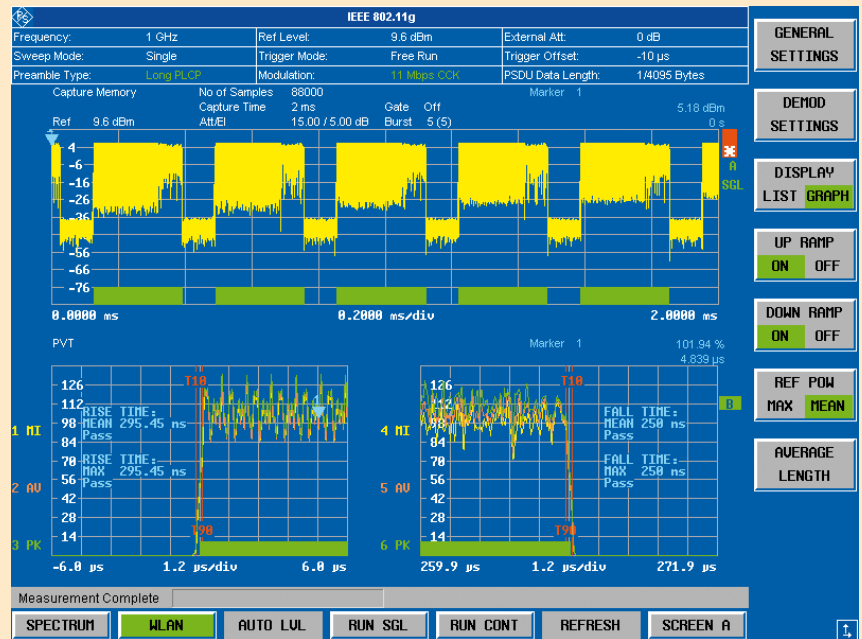 IEEE 802.11g
Frequency: 1 GHz Ref Level: 9.6 dBm External Att: 0 dB
Sweep Mode: Single Trigger Mode: Free Run Trigger Offset: -10 µs
Preamble Type: Long PLCP Modulation: 11 Mbps CCK PSDU Data Length: 1/4095 Bytes
Capture Memory No of Samples 88000 Marker 1
Capture Time 2 ms Gate Off 5.18 dBm
Ref 9.6 dBm Att/El 15.00 / 5.00 dB Burst 5 (5) 0 s
4
-6
-16
-26
-36
-56
-66
-76
A
SGL
0.0000 ms 0.2000 ms/div 2.0000 ms
PVT Marker 1 101.94 %
4.839 µs
126
112
98
84
70
56
42
28
14
T10
RISE TIME:
MEAN 295.45 ns
Pass
RISE TIME:
MAX 295.45 ns
Pass
T90
1 MI
2 AV
3 PK
-6.0 µs 1.2 µs/div 6.0 µs
126
112
98
84
70
56
42
28
14
T10
FALL TIME:
MEAN 250 ns
Pass
FALL TIME:
MAX 250 ns
Pass
T90
B
4 MI
5 AV
6 PK
259.9 µs 1.2 µs/div 271.9 µs
Measurement Complete
SPECTRUM WLAN AUTO LVL RUN SGL RUN CONT REFRESH SCREEN A
GENERAL
SETTINGS
DEMOD
SETTINGS
DISPLAY
LIST GRAPH
UP RAMP
ON OFF
DOWN RAMP
ON OFF
REF POW
MAX MEAN
AVERAGE
LENGTH